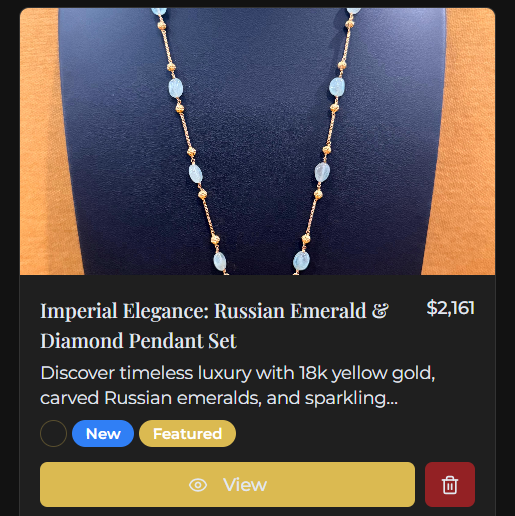 Imperial Elegance: Russian Emerald &
Diamond Pendant Set
$2,161
Discover timeless luxury with 18k yellow gold,
carved Russian emeralds, and sparkling...
New
Featured
View